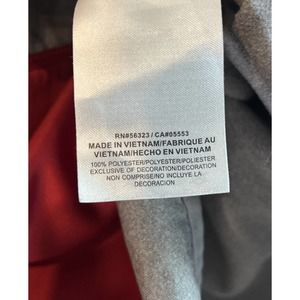 RN#56323 / CA#05553
MADE IN VIETNAM/FABRIQUE AU
VIETNAM/HECHO EN VIETNAM
100% POLYESTER/POLYESTER/POLIESTER
EXCLUSIVE OF DECORATION/DECORATION
NON COMPRISE/NO INCLUYE LA
DECORACION